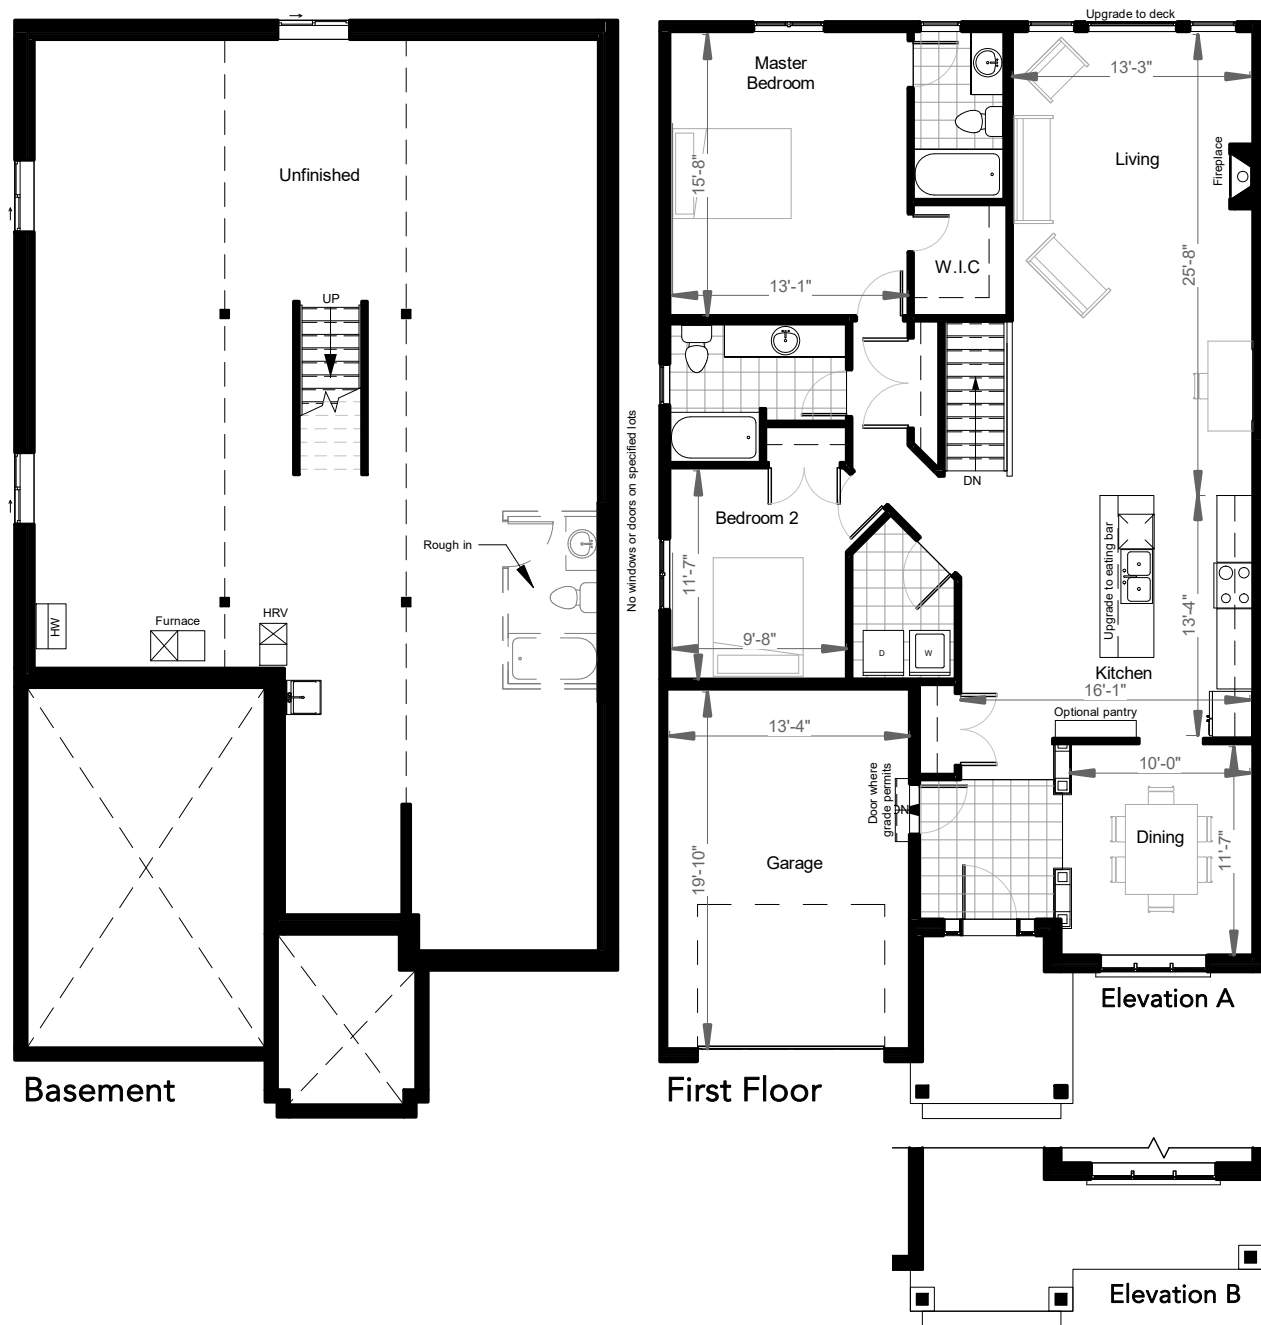 Unfinished
UP
Rough in
HW
Furnace
HRV
Basement
No windows or doors on specified lots
Upgrade to deck
Master
Bedroom
13'-3"
15'-8"
Living
Fireplace
W.I.C
25'-8"
13'-1"
DN
Bedroom 2
11'-7"
9'-8"
D
W
Upgrade to eating bar
13'-4"
Kitchen
16'-1"
Optional pantry
13'-4"
10'-0"
Door where
grade permits
DN
Dining
11'-7"
Garage
19'-10"
Elevation A
First Floor
Elevation B